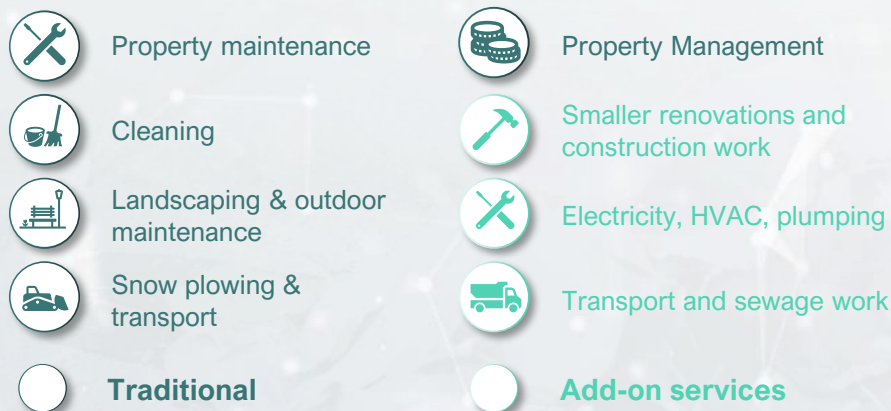 Property maintenance
Cleaning
Landscaping & outdoor
maintenance
Snow plowing &
transport
Traditional
Property Management
Smaller renovations and
construction work
Electricity, HVAC, plumping
Transport and sewage work
Add-on services